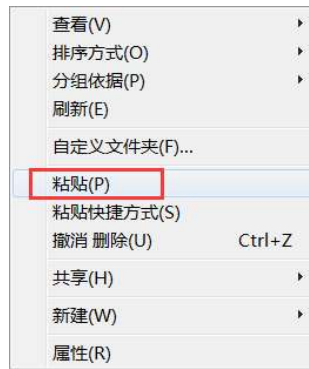 查看(V)
排序方式(O)
分组依据(P)
刷新(E)
自定义文件夹(F)...
粘贴(P)
粘贴快捷方式(S)
撤消 删除(U) Ctrl+Z
共享(H)
新建(W)
属性(R)